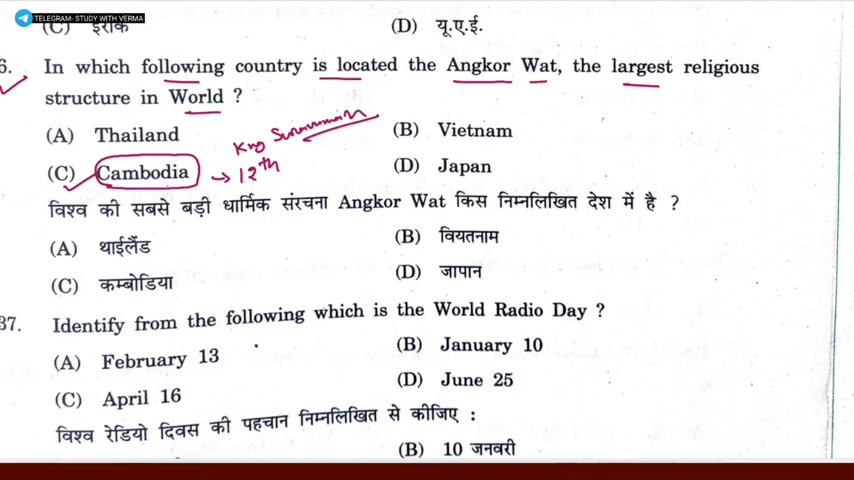 TELEGRAM- STUDY WITH VERMA
(C) इराक (D) यू.ए.ई.
6. In which following country is located the Angkor Wat, the largest religious
structure in World ?
(A) Thailand (B) Vietnam
King
(C) Cambodia → 12th (D) Japan
विश्व की सबसे बड़ी धार्मिक संरचना Angkor Wat किस निम्नलिखित देश में है ?
(A) थाईलैंड (B) वियतनाम
(C) कम्बोडिया (D) जापान
37. Identify from the following which is the World Radio Day ?
(A) February 13 (B) January 10
(C) April 16 (D) June 25
विश्व रेडियो दिवस की पहचान निम्नलिखित से कीजिए :
(B) 10 जनवरी